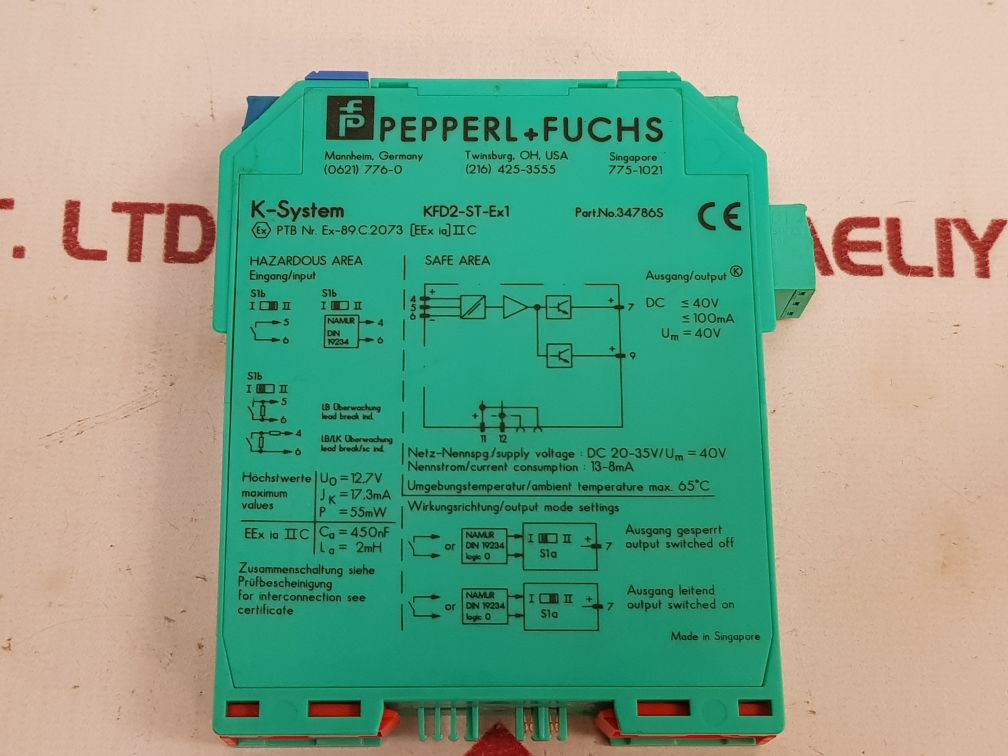 PEPPERL+FUCHS
Mannheim, Germany Twinsburg, OH, USA Singapore
(0621) 776-0 (216) 425-3555 775-1021
T. LTD
AELIY
K-System KFD2-ST-Ex1 Part.No.34786S CE
Ex PTB Nr. Ex-89.C.2073 [EEx ia] II C
HAZARDOUS AREA
Eingang/input
S1b S1b
I II I II
5
6
NAMUR
DIN
19234
4
6
S1b
I II
5
6
LB Überwachung
lead break ind.
4
6
LB/LK Überwachung
lead break/sc ind.
SAFE AREA
Ausgang/output K
DC ≤ 40V
≤ 100mA
Um = 40V
+
4
5
6
-
+ 7
+ 9
+ -
11 12
Netz-Nennspg./supply voltage : DC 20-35V/Um = 40V
Nennstrom/current consumption : 13-8mA
Umgebungstemperatur/ambient temperature max. 65°C
Höchstwerte
maximum
values
Uo = 12,7V
JK = 17,3mA
P = 55mW
EEx ia II C
Ca = 450nF
La = 2mH
Zusammenschaltung siehe
Prüfbescheinigung
for interconnection see
certificate
Wirkungsrichtung/output mode settings
or
NAMUR
DIN 19234
logic 0
I II
S1a
+ 7
Ausgang gesperrt
output switched off
or
NAMUR
DIN 19234
logic 0
I II
S1a
+ 7
Ausgang leitend
output switched on
Made in Singapore